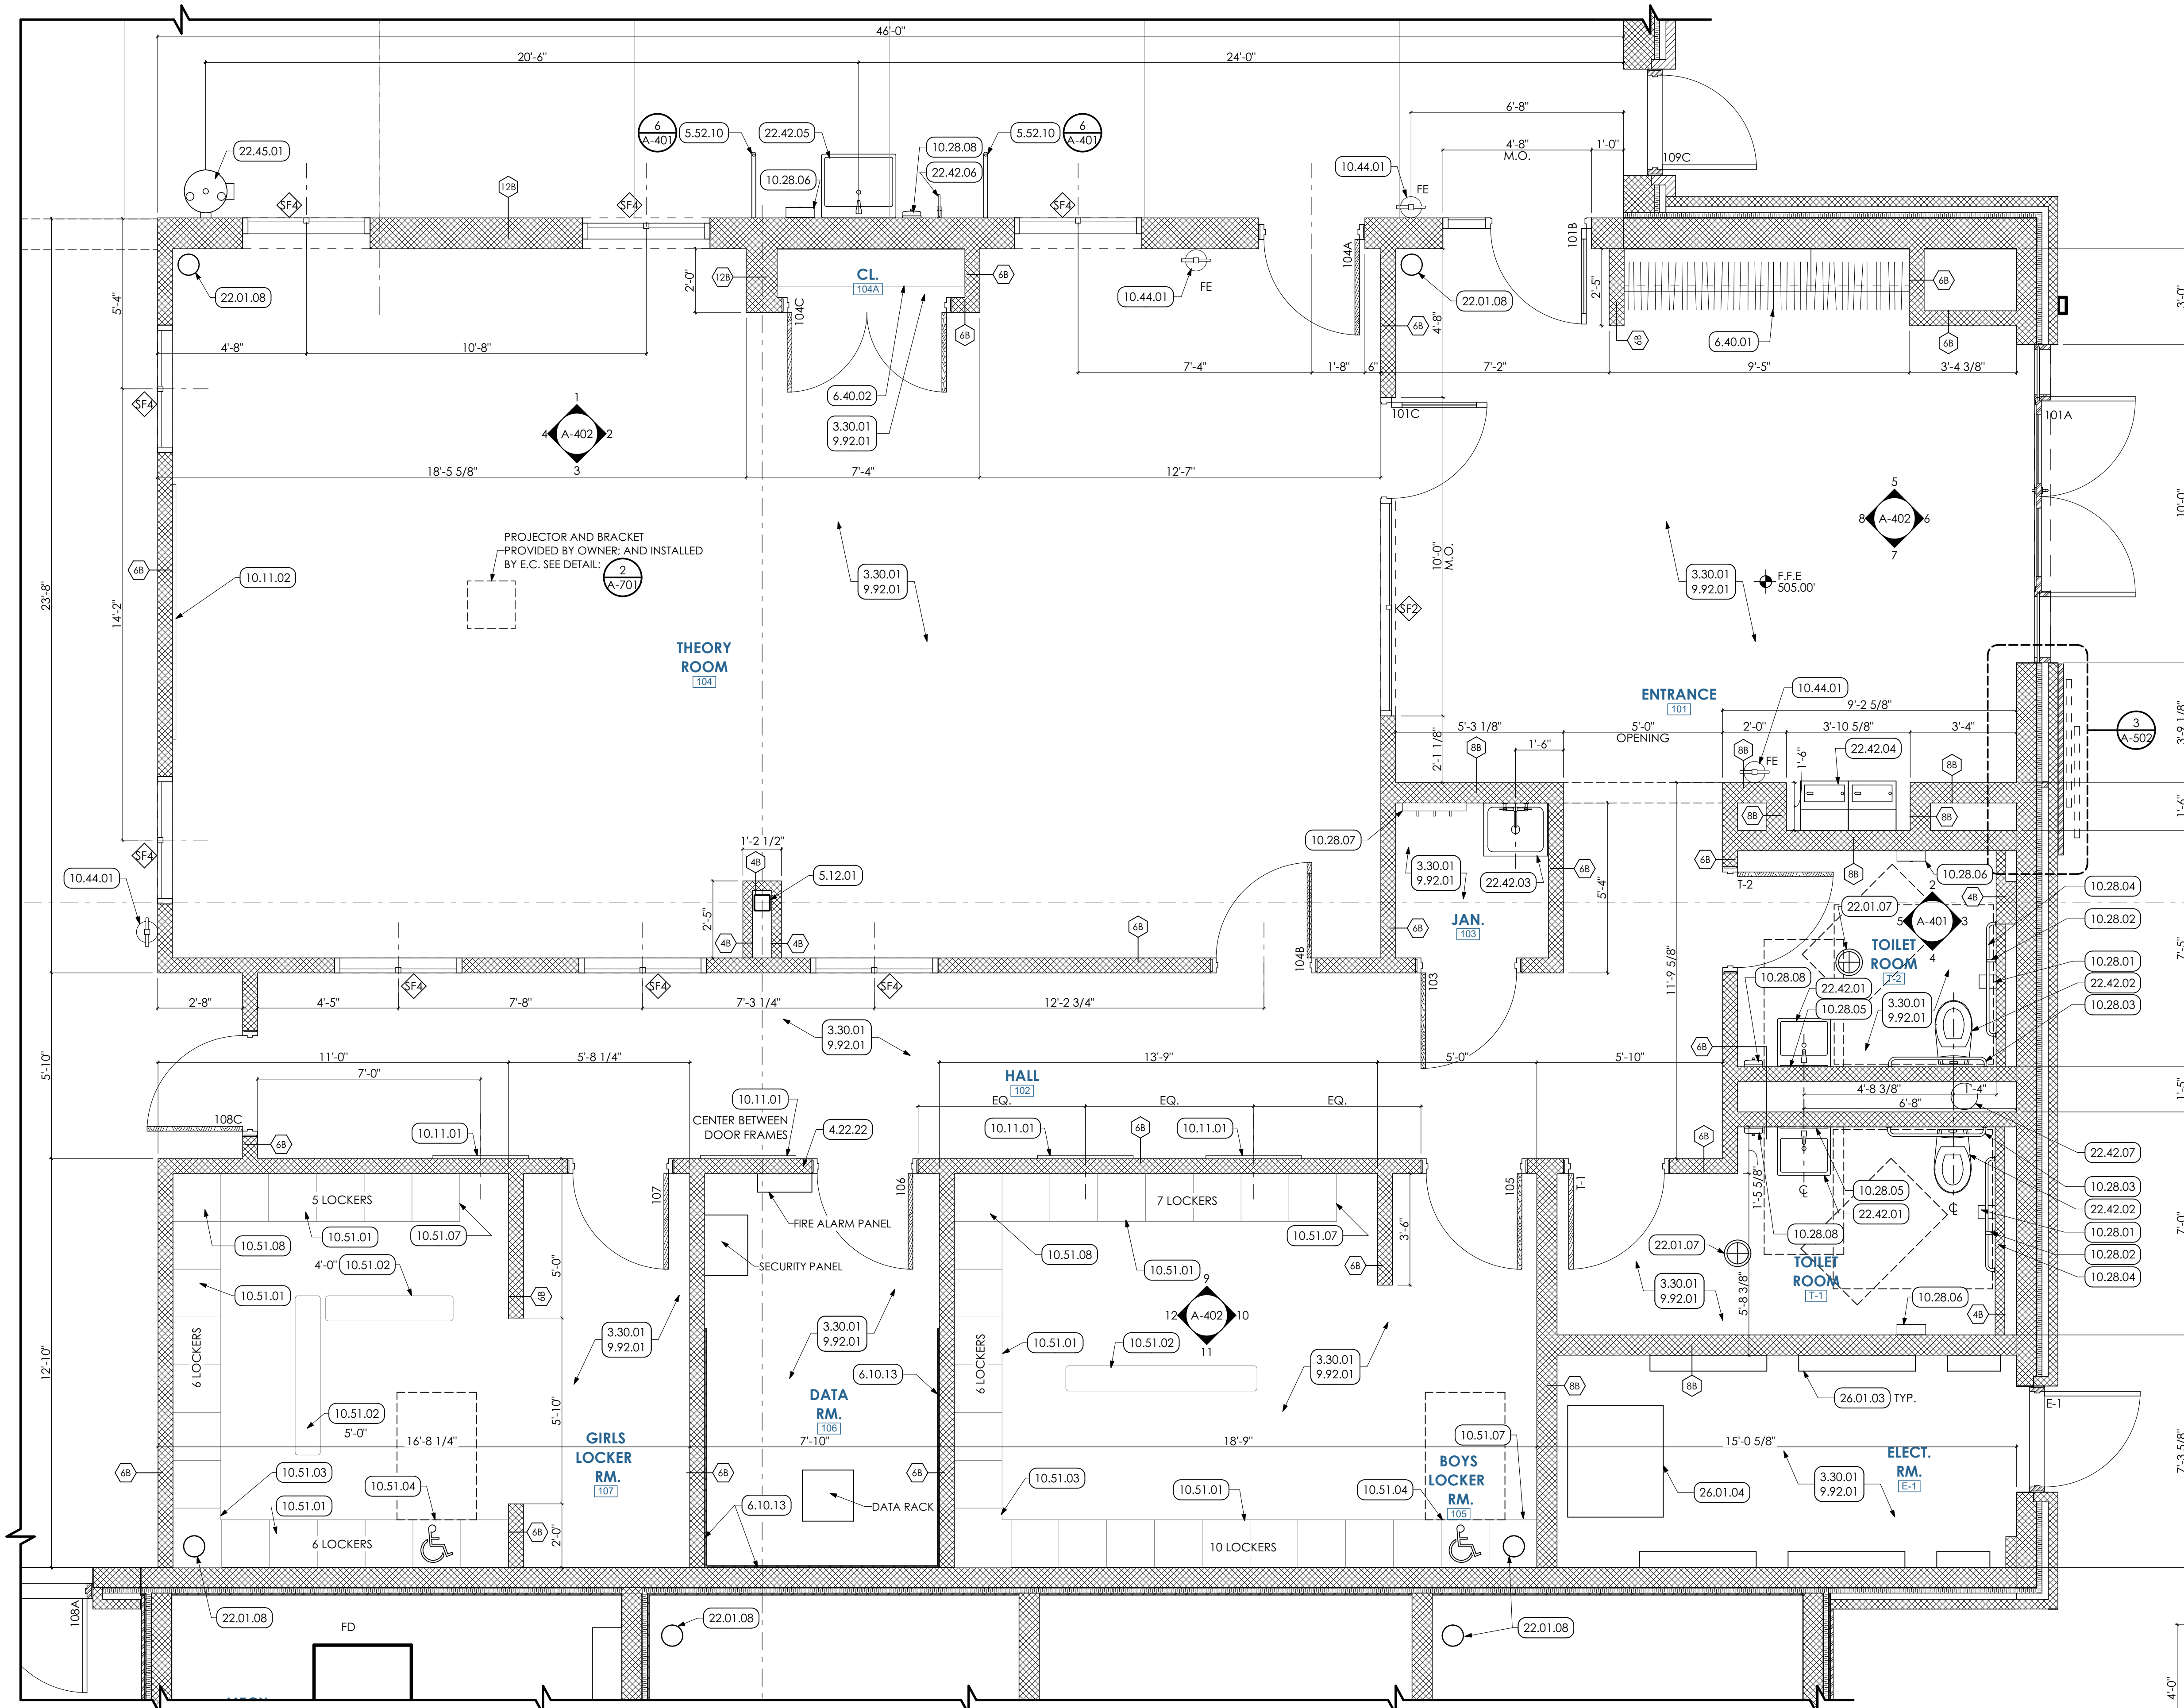 46'-0"
20'-6"
24'-0"
6'-8"
4'-8"
M.O.
1'-0"
109C
6
A-401
5.52.10
22.42.05
5.52.10
6
A-401
10.28.08
22.42.06
10.28.06
22.45.01
10.44.01
FE
SF4
12B
SF4
SF4
101B
104A
22.01.08
12B
2'-0"
CL.
104A
6B
104C
6B
10.44.01
FE
22.01.08
6B
4'-8"
2'-5"
6B
6.40.01
6B
6B
3'-0"
5'-4"
4'-8"
10'-8"
7'-4"
1'-8"
6"
7'-2"
9'-5"
3'-4 3/8"
6.40.02
3.30.01
9.92.01
SF4
1
4
A-402
2
3
101C
101A
18'-5 5/8"
7'-4"
12'-7"
5
8
A-402
6
7
10'-0"
PROJECTOR AND BRACKET
PROVIDED BY OWNER; AND INSTALLED
BY E.C. SEE DETAIL:
2
A-701
10'-0"
M.O.
6B
10.11.02
3.30.01
9.92.01
3.30.01
9.92.01
F.F.E
505.00'
SF2
23'-8"
14'-2"
THEORY
ROOM
104
ENTRANCE
101
10.44.01
9'-2 5/8"
3
A-502
3'-9 1/8"
5'-3 1/8"
5'-0"
OPENING
2'-0"
3'-10 5/8"
3'-4"
2'-1 1/8"
8B
1'-6"
8B
FE
1'-6"
22.42.04
8B
1'-6"
8B
8B
10.28.07
1'-2 1/2"
4B
5.12.01
SF4
10.44.01
3.30.01
9.92.01
22.42.03
6B
5'-4"
6B
T-2
8B
10.28.06
10.28.04
4B
2'-5"
4B
4B
6B
104B
6B
JAN.
103
22.01.07
2
5
A-401
3
4
10.28.02
TOILET
ROOM
T-2
7'-5"
10.28.01
22.42.02
10.28.03
11'-9 5/8"
10.28.08
22.42.01
10.28.05
3.30.01
9.92.01
SF4
SF4
SF4
103
2'-8"
4'-5"
7'-8"
7'-3 1/4"
12'-2 3/4"
3.30.01
9.92.01
6B
5'-10"
11'-0"
5'-8 1/4"
13'-9"
5'-0"
5'-10"
7'-0"
HALL
102
4'-8 3/8"
1'-4"
6'-8"
1'-5"
10.11.01
CENTER BETWEEN
DOOR FRAMES
EQ.
EQ.
EQ.
108C
6B
10.11.01
4.22.22
10.11.01
6B
10.11.01
6B
22.42.07
107
106
105
T-1
1'-5 5/8"
10.28.03
22.42.02
10.28.05
22.42.01
10.28.01
10.28.02
10.28.04
5 LOCKERS
7 LOCKERS
10.51.08
10.51.01
10.51.07
FIRE ALARM PANEL
10.51.08
10.51.07
3'-6"
22.01.07
10.28.08
7'-0"
4'-0"
10.51.02
5'-0"
SECURITY PANEL
10.51.01
6B
TOILET
ROOM
T-1
10.51.01
6B
3.30.01
9.92.01
5'-8 3/8"
10.28.06
4B
9
12
A-402
10
11
3.30.01
9.92.01
3.30.01
9.92.01
10.51.01
10.51.02
3.30.01
9.92.01
6 LOCKERS
6 LOCKERS
12'-10"
6.10.13
8B
8B
26.01.03
TYP.
E-1
10.51.02
5'-0"
5'-10"
DATA
RM.
106
16'-8 1/4"
GIRLS
LOCKER
RM.
107
7'-10"
18'-9"
10.51.07
15'-0 5/8"
ELECT.
RM.
E-1
7'-3 5/8"
6B
10.51.03
10.51.04
6B
6B
10.51.03
BOYS
LOCKER
RM.
105
3.30.01
9.92.01
10.51.01
6.10.13
DATA RACK
10.51.01
10.51.04
26.01.04
6B
2'-0"
6 LOCKERS
10 LOCKERS
108A
22.01.08
FD
22.01.08
22.01.08
4'-0"